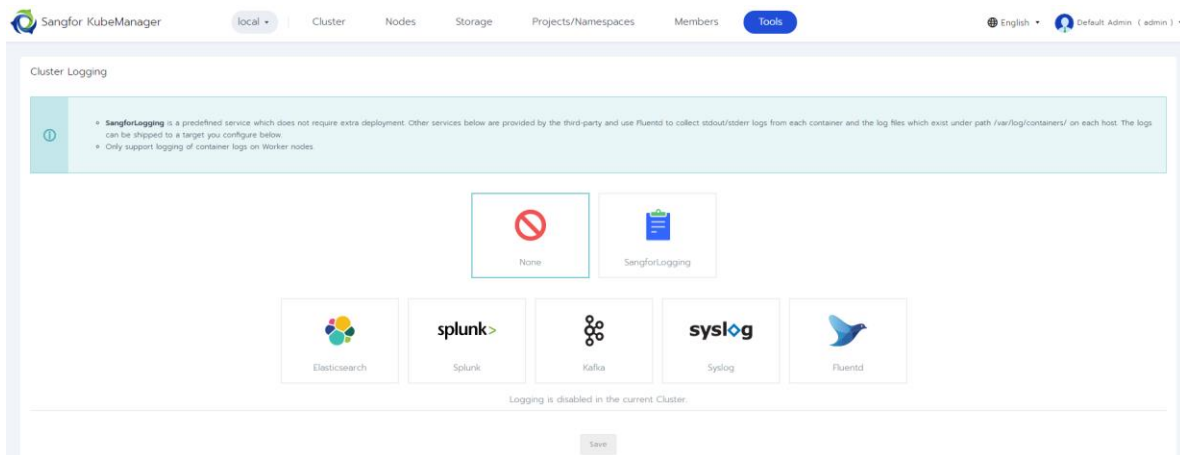 Sangfor KubeManager local Cluster Nodes Storage Projects/Namespaces Members Tools English Default Admin ( admin )
Cluster Logging
SangforLogging is a predefined service which does not require extra deployment. Other services below are provided by the third-party and use Fluentd to collect stdout/stderr logs from each container and the log files which exist under path /var/log/containers/ on each host. The logs
can be shipped to a target you configure below.
Only support logging of container logs on Worker nodes.
None SangforLogging
splunk> syslog
Elasticsearch Splunk Kafka Syslog Fluentd
Logging is disabled in the current Cluster.
Save